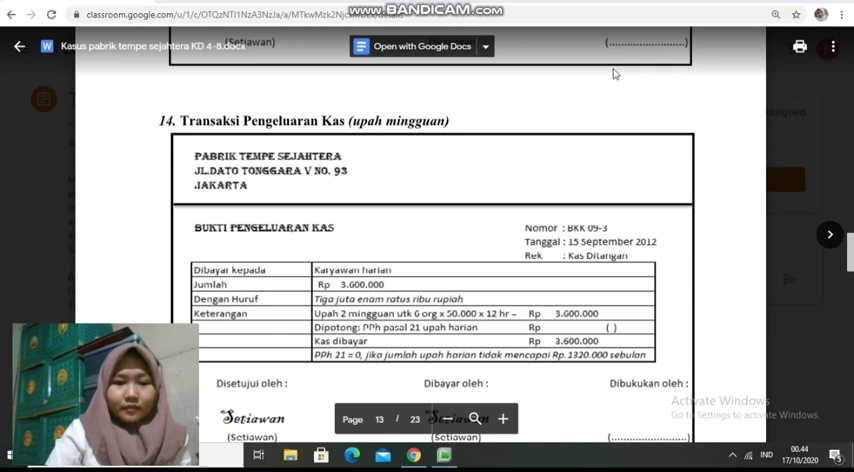 www.BANDICAM.com
classroom.google.com/u/1/c/OTQzNTI1NzA3NzJa/a/MTkwMzk2Njc
(Setiawan)
(..........................)
Kasus pabrik tempe sejahtera KD 4-8.docx
Open with Google Docs
ssigned
14. Transaksi Pengeluaran Kas (upah mingguan)
PABRIK TEMPE SEJAHTERA
JL.DATO TONGGARA V NO. 93
JAKARTA
BUKTI PENGELUARAN KAS
Nomor : BKK 09-3
Tanggal : 15 September 2012
Rek : Kas Ditangan
Dibayar kepada Karyawan harian
Jumlah Rp 3.600.000
Dengan Huruf Tiga juta enam ratus ribu rupiah
Keterangan Upah 2 mingguan utk 6 org x 50.000 x 12 hr = Rp 3.600.000
Dipotong: PPh pasal 21 upah harian Rp ( )
Kas dibayar Rp 3.600.000
PPh 21 = 0, jika jumlah upah harian tidak mencapai Rp.1320.000 sebulan
Disetujui oleh : Dibayar oleh : Dibukukan oleh :
Setiawan Setiawan
(Setiawan) (Setiawan) (..........................)
Page 13 / 23
Activate Windows
Go to Settings to activate Windows.
IND
00.44
17/10/2020
5